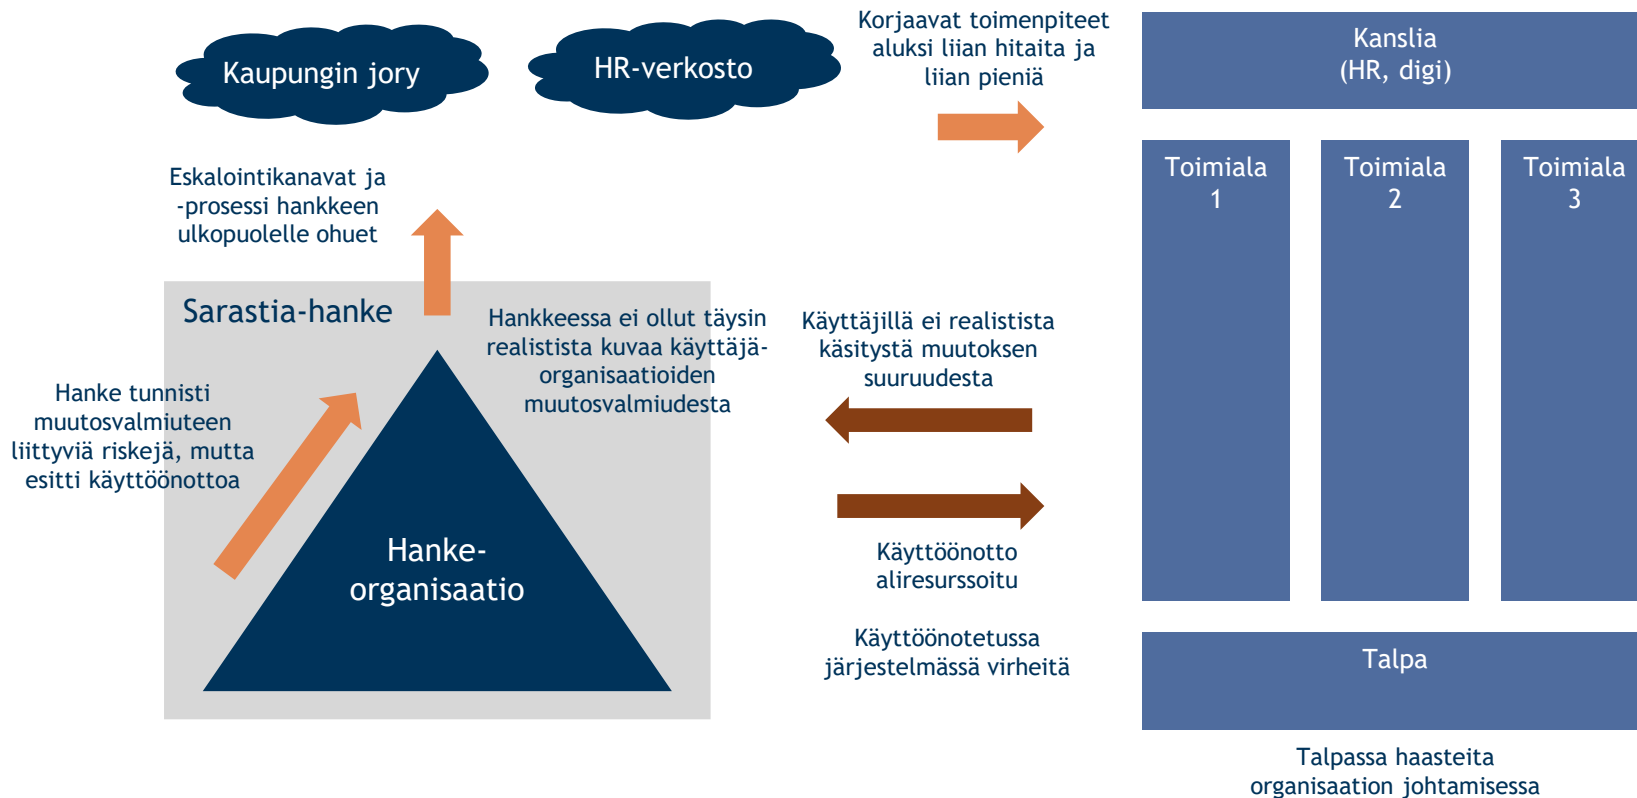 Kaupungin jory
HR-verkosto
Korjaavat toimenpiteet
aluksi liian hitaita ja
liian pieniä
Kanslia
(HR, digi)
Toimiala
1
Toimiala
2
Toimiala
3
Eskalointikanavat ja
-prosessi hankkeen
ulkopuolelle ohuet
Sarastia-hanke
Hankkeessa ei ollut täysin
realistista kuvaa käyttäjä-
organisaatioiden
muutosvalmiudesta
Käyttäjillä ei realistista
käsitystä muutoksen
suuruudesta
Hanke tunnisti
muutosvalmiuteen
liittyviä riskejä, mutta
esitti käyttöönottoa
Hanke-
organisaatio
Käyttöönotto
aliresurssoitu
Käyttöönotetussa
järjestelmässä virheitä
Talpa
Talpassa haasteita
organisaation johtamisessa